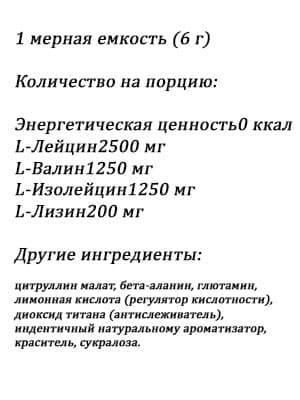 1 мерная емкость (6 г)
Количество на порцию:
Энергетическая ценность0 ккал
L-Лейцин2500 мг
L-Валин1250 мг
L-Изолейцин1250 мг
L-Лизин200 мг
Другие ингредиенты:
цитруллин малат, бета-аланин, глютамин,
лимонная кислота (регулятор кислотности),
диоксид титана (антислеживатель),
индентичный натуральному ароматизатор,
краситель, сукралоза.